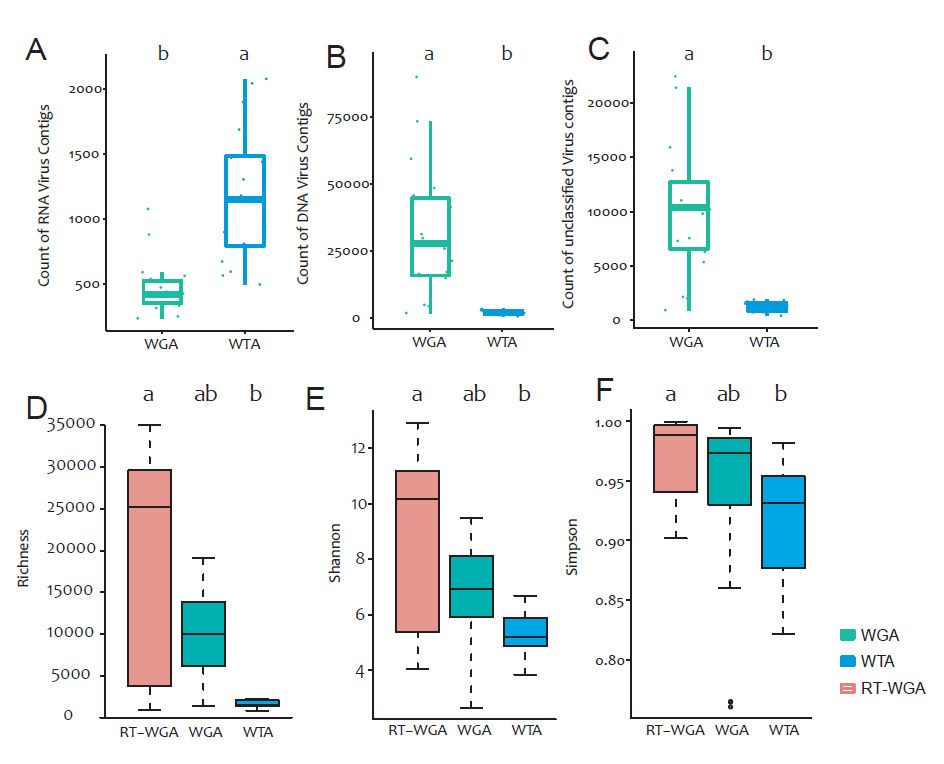 A
b
a
Count of RNA Virus Contigs
2000
1500
1000
500
WGA
WTA
B
a
b
Count of DNA Virus Contigs
75000
50000
25000
0
WGA
WTA
C
a
b
Count of unclassified Virus contigs
20000
15000
10000
5000
0
WGA
WTA
D
a
ab
b
Richness
35000
30000
25000
20000
15000
10000
5000
0
RT–WGA
WGA
WTA
E
a
ab
b
Shannon
12
10
8
6
4
RT–WGA
WGA
WTA
F
a
ab
b
Simpson
1.00
0.95
0.90
0.85
0.80
RT–WGA
WGA
WTA
WGA
WTA
RT-WGA